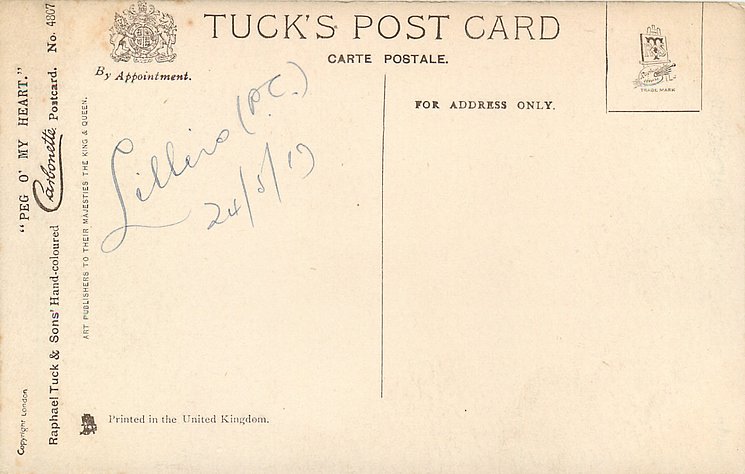 TUCK'S POST CARD
CARTE POSTALE.
By Appointment.
FOR ADDRESS ONLY.
TRADE MARK
Lillers (P.C.)
24/5/19
"PEG O' MY HEART."
Carbonette Postcard. No. 4807
Raphael Tuck & Sons' Hand-coloured
ART PUBLISHERS TO THEIR MAJESTIES THE KING & QUEEN.
Copyright London
Printed in the United Kingdom.